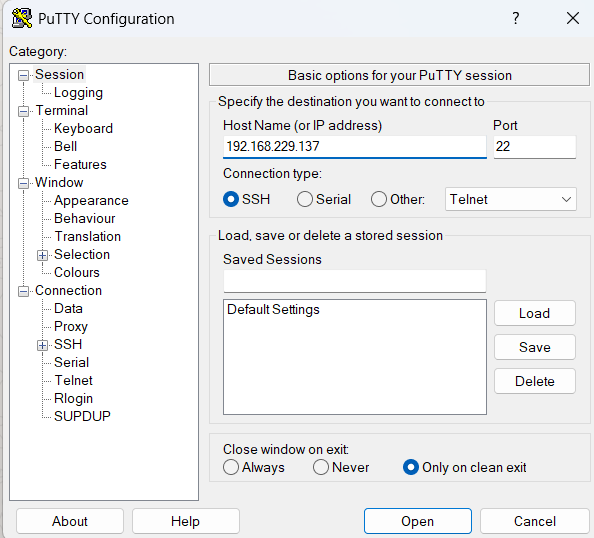 PuTTY Configuration
?
Category:
Session
Logging
Terminal
Keyboard
Bell
Features
Window
Appearance
Behaviour
Translation
Selection
Colours
Connection
Data
Proxy
SSH
Serial
Telnet
Rlogin
SUPDUP
Basic options for your PuTTY session
Specify the destination you want to connect to
Host Name (or IP address) Port
192.168.229.137 22
Connection type:
SSH Serial Other: Telnet
Load, save or delete a stored session
Saved Sessions
Default Settings
Load
Save
Delete
Close window on exit:
Always Never Only on clean exit
About Help Open Cancel